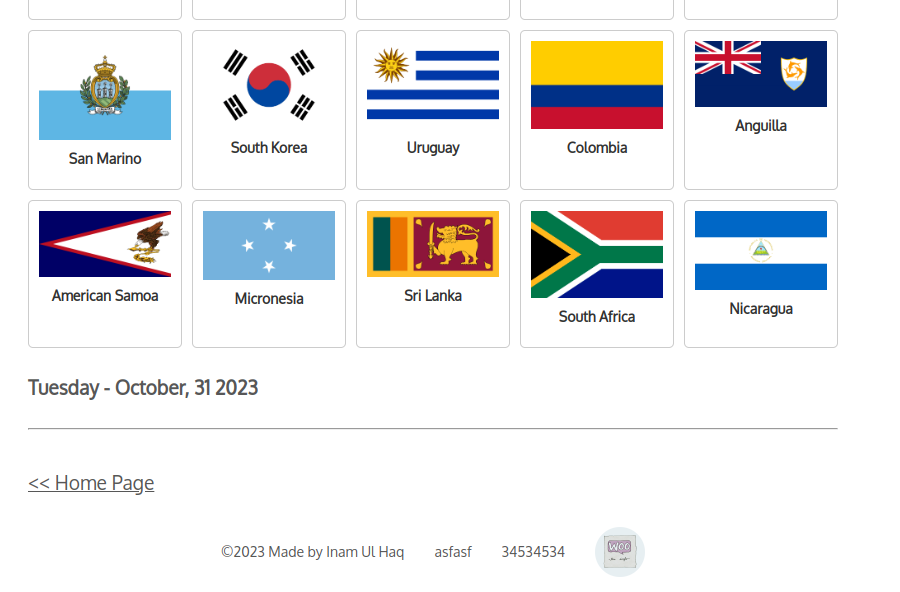 San Marino
South Korea
Uruguay
Colombia
Anguilla
American Samoa
Micronesia
Sri Lanka
South Africa
Nicaragua
Tuesday - October, 31 2023
<< Home Page
©2023 Made by Inam Ul Haq asfasf 34534534
WOO